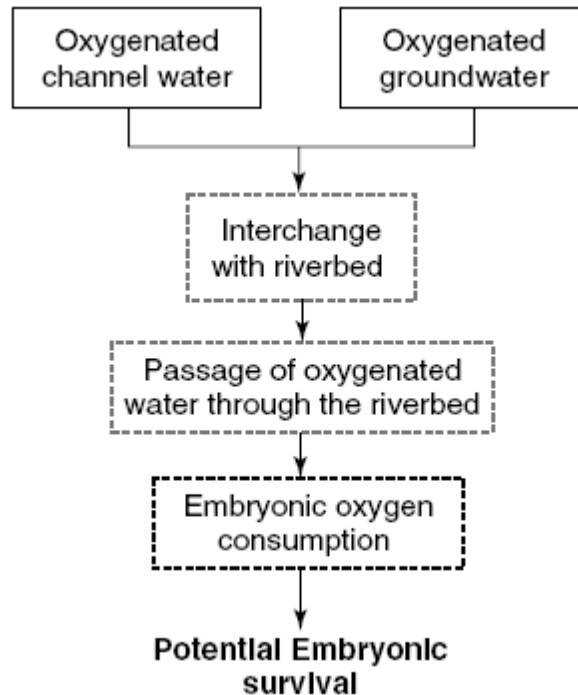 Oxygenated
channel water
Oxygenated
groundwater
Interchange
with riverbed
Passage of oxygenated
water through the riverbed
Embryonic oxygen
consumption
Potential Embryonic
survival